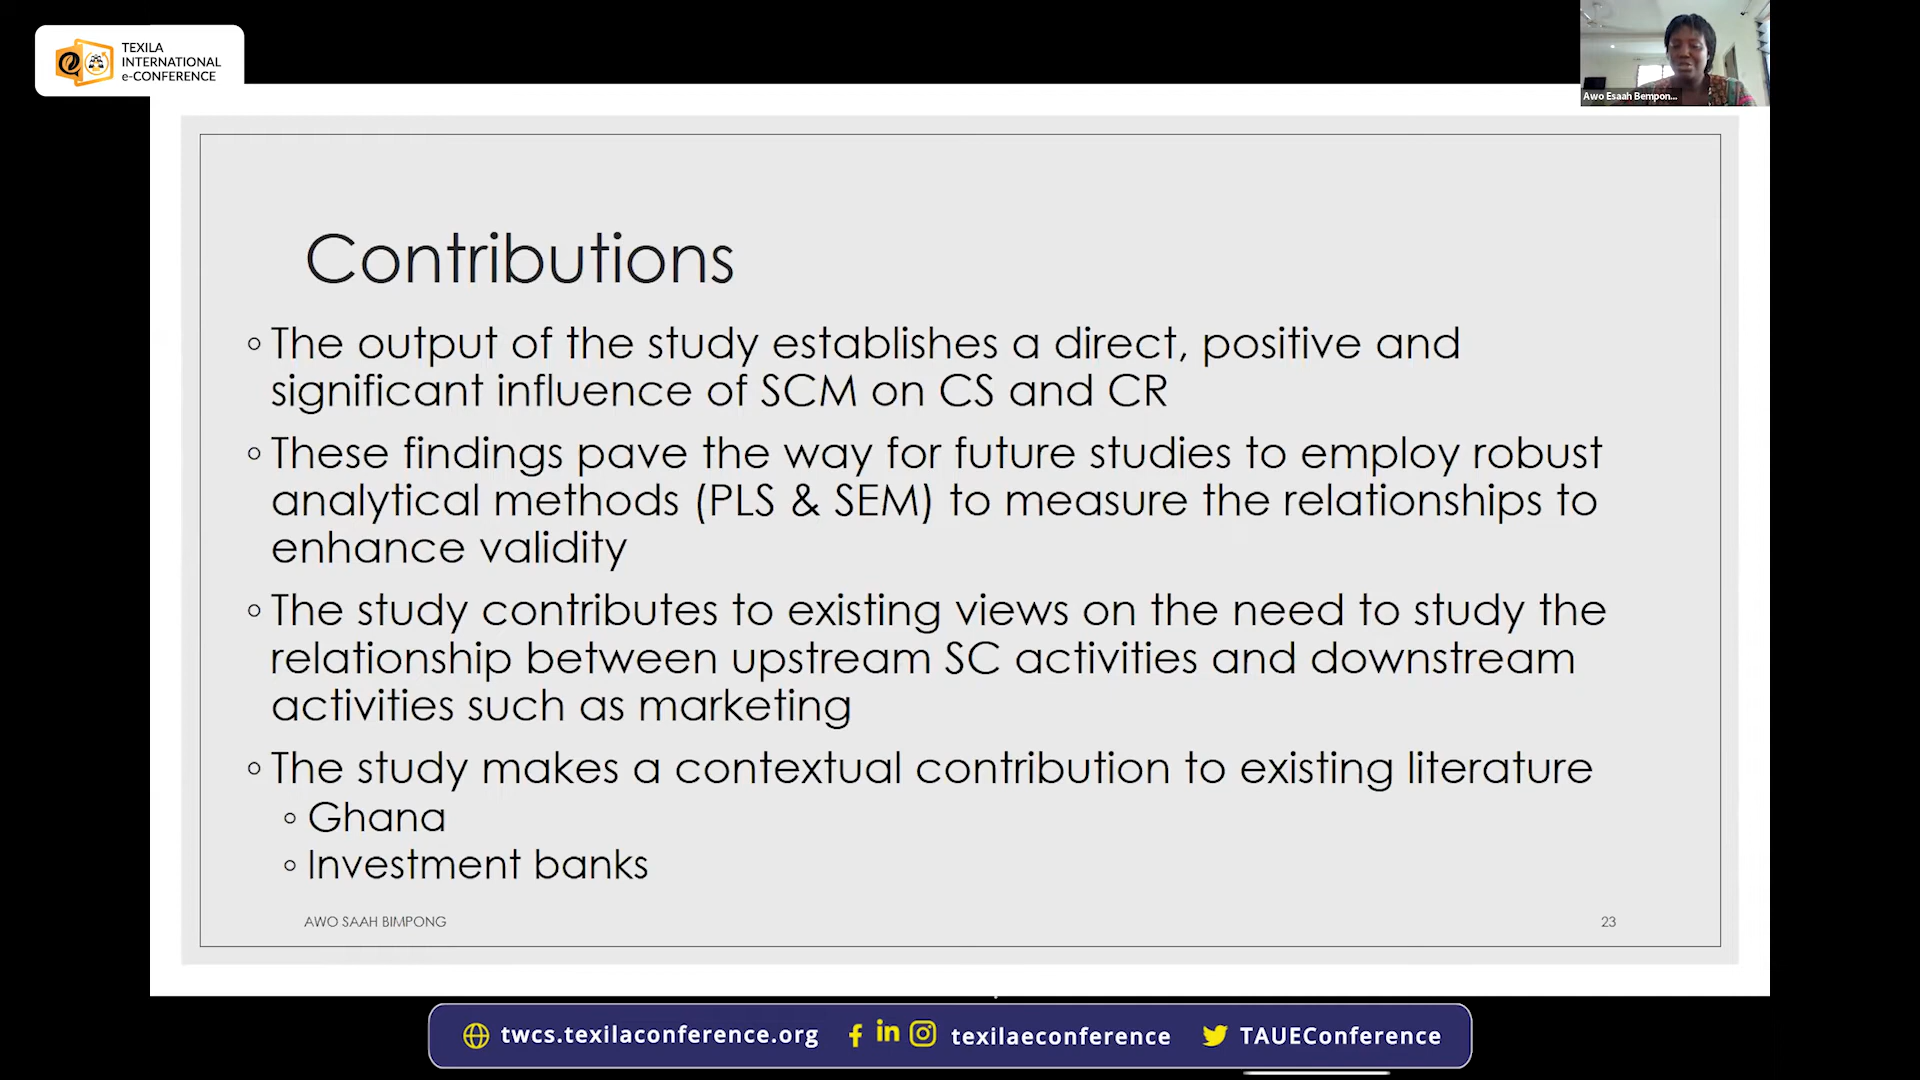 TEXILA
INTERNATIONAL
e-CONFERENCE
Awo Esaah Bempon...
Contributions
◦ The output of the study establishes a direct, positive and
significant influence of SCM on CS and CR
◦ These findings pave the way for future studies to employ robust
analytical methods (PLS & SEM) to measure the relationships to
enhance validity
◦ The study contributes to existing views on the need to study the
relationship between upstream SC activities and downstream
activities such as marketing
◦ The study makes a contextual contribution to existing literature
◦ Ghana
◦ Investment banks
AWO SAAH BIMPONG
23
twcs.texilaconference.org texilaeconference TAUEConference